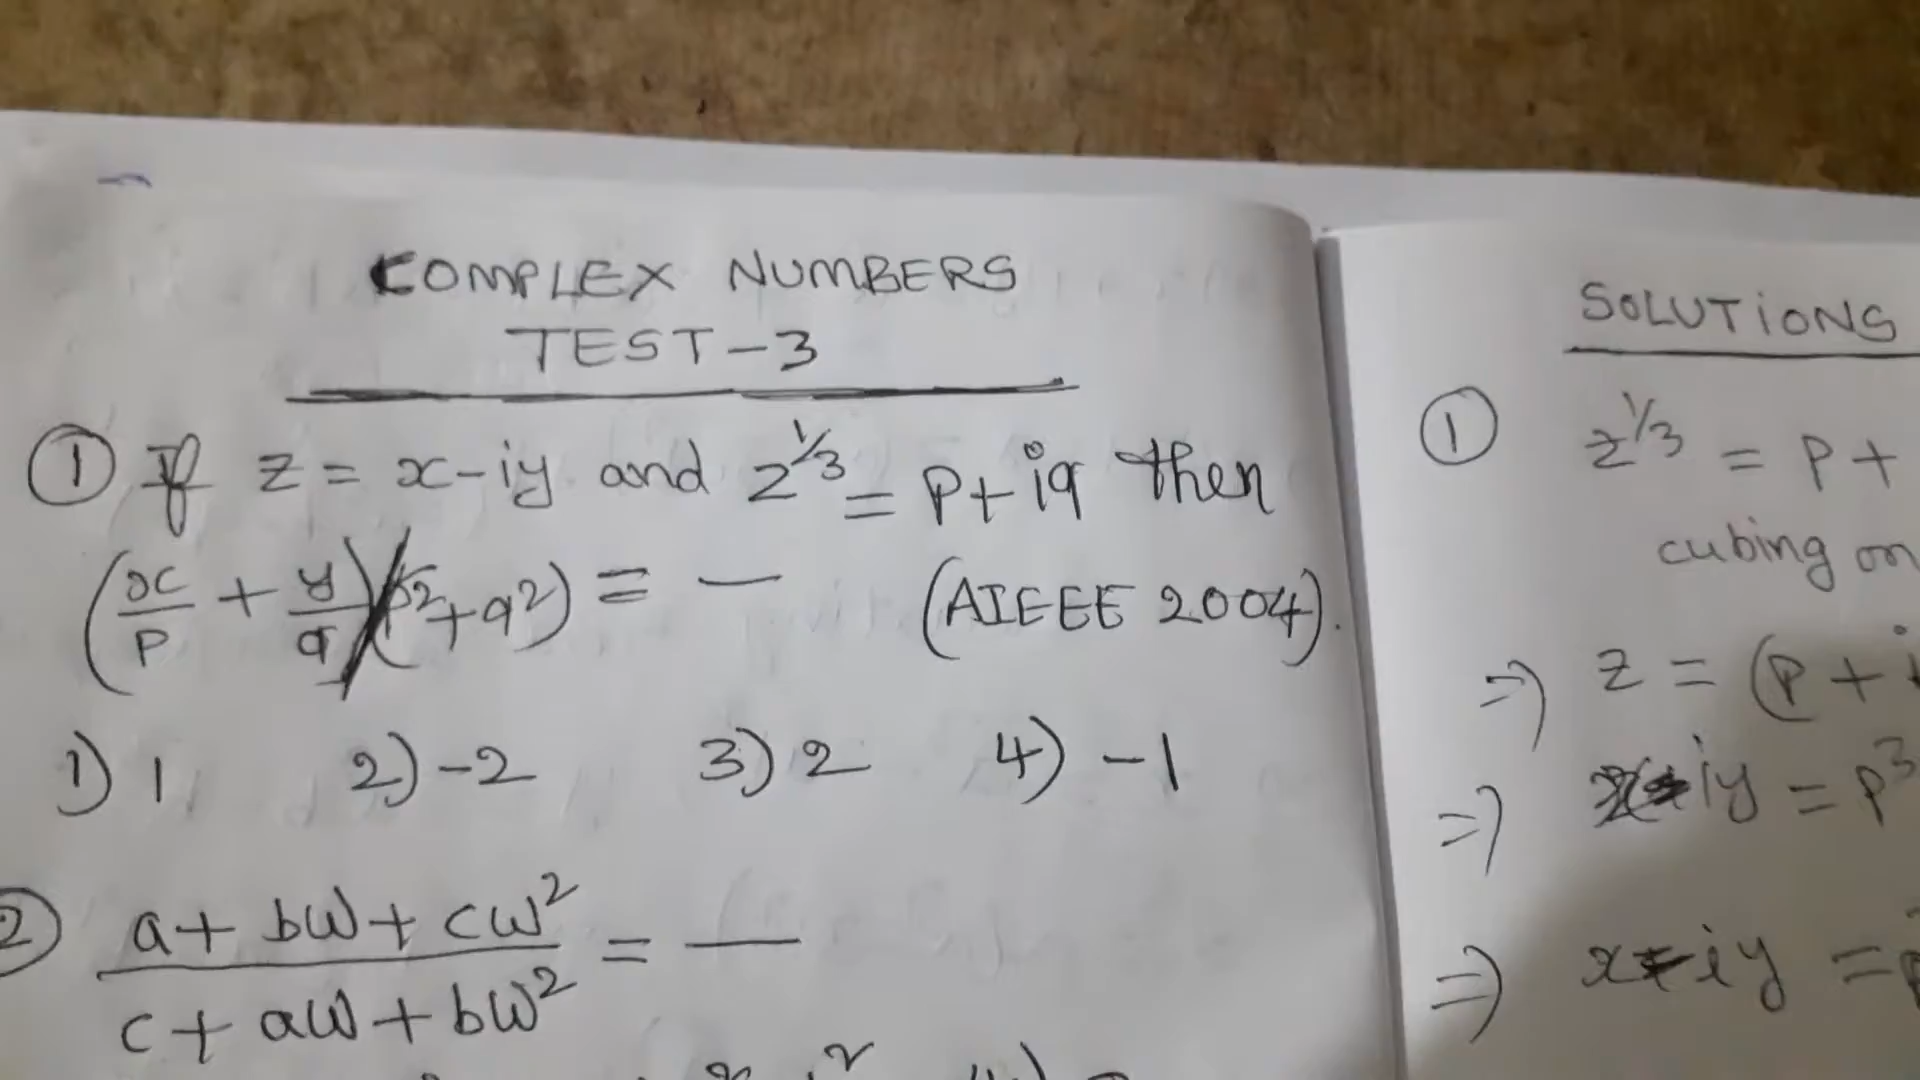 COMPLEX NUMBERS
TEST-3
① If z = x-iy and z^1/3 = p+iq then
(x/p + y/q)/(p²+q²) = — (AIEEE 2004).
1) 1 2) -2 3) 2 4) -1
② a+bω+cω² / c+aω+bω² = —
SOLUTIONS
① z^1/3 = p+
cubing on
⇒ z = (p+i
⇒ x-iy = p³
⇒ x-iy =